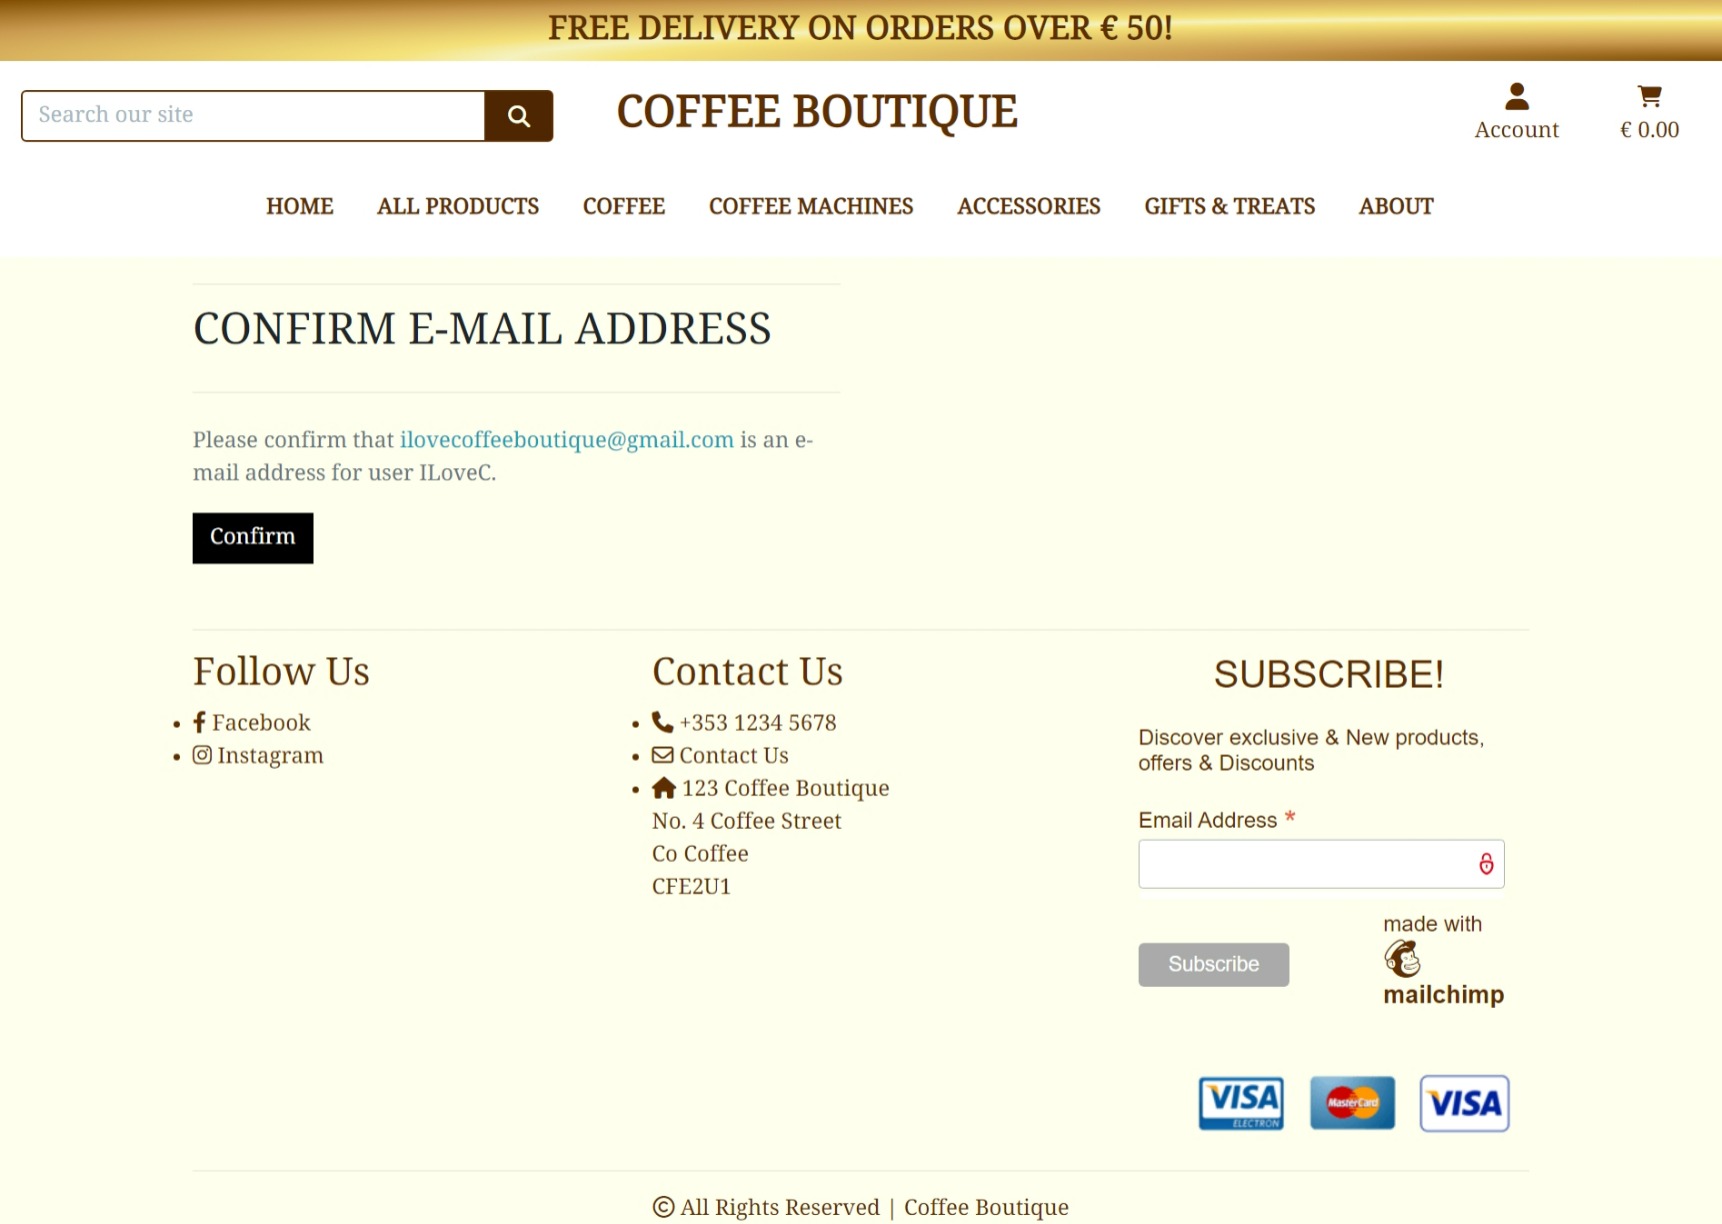 FREE DELIVERY ON ORDERS OVER € 50!
Search our site
COFFEE BOUTIQUE
Account
€ 0.00
HOME ALL PRODUCTS COFFEE COFFEE MACHINES ACCESSORIES GIFTS & TREATS ABOUT
CONFIRM E-MAIL ADDRESS
Please confirm that ilovecoffeeboutique@gmail.com is an e-
mail address for user ILoveC.
Confirm
Follow Us
Facebook
Instagram
Contact Us
+353 1234 5678
Contact Us
123 Coffee Boutique
No. 4 Coffee Street
Co Coffee
CFE2U1
SUBSCRIBE!
Discover exclusive & New products,
offers & Discounts
Email Address *
Subscribe
made with
mailchimp
VISA
ELECTRON
MasterCard
VISA
© All Rights Reserved | Coffee Boutique